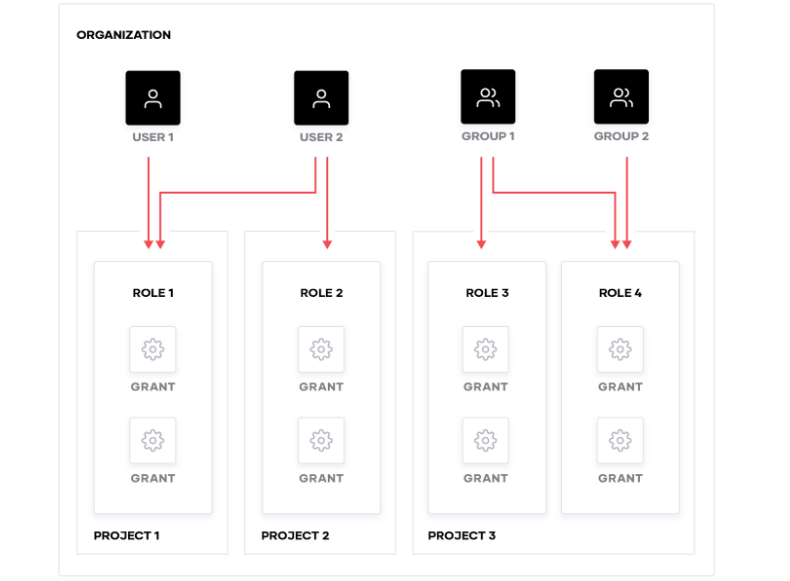 ORGANIZATION
USER 1
USER 2
GROUP 1
GROUP 2
ROLE 1
ROLE 2
ROLE 3
ROLE 4
GRANT
GRANT
GRANT
GRANT
GRANT
GRANT
GRANT
GRANT
PROJECT 1
PROJECT 2
PROJECT 3